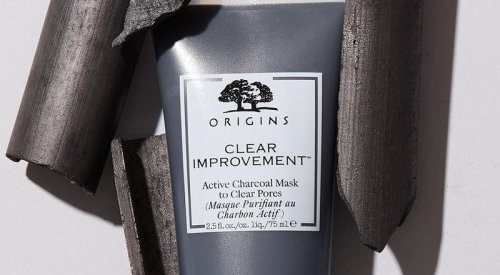 ORIGINS
CLEAR
IMPROVEMENT™
Active Charcoal Mask
to Clear Pores
(Masque Purifiant au
Charbon Actif)
2.5 fl.oz./oz. liq./75 ml ℮